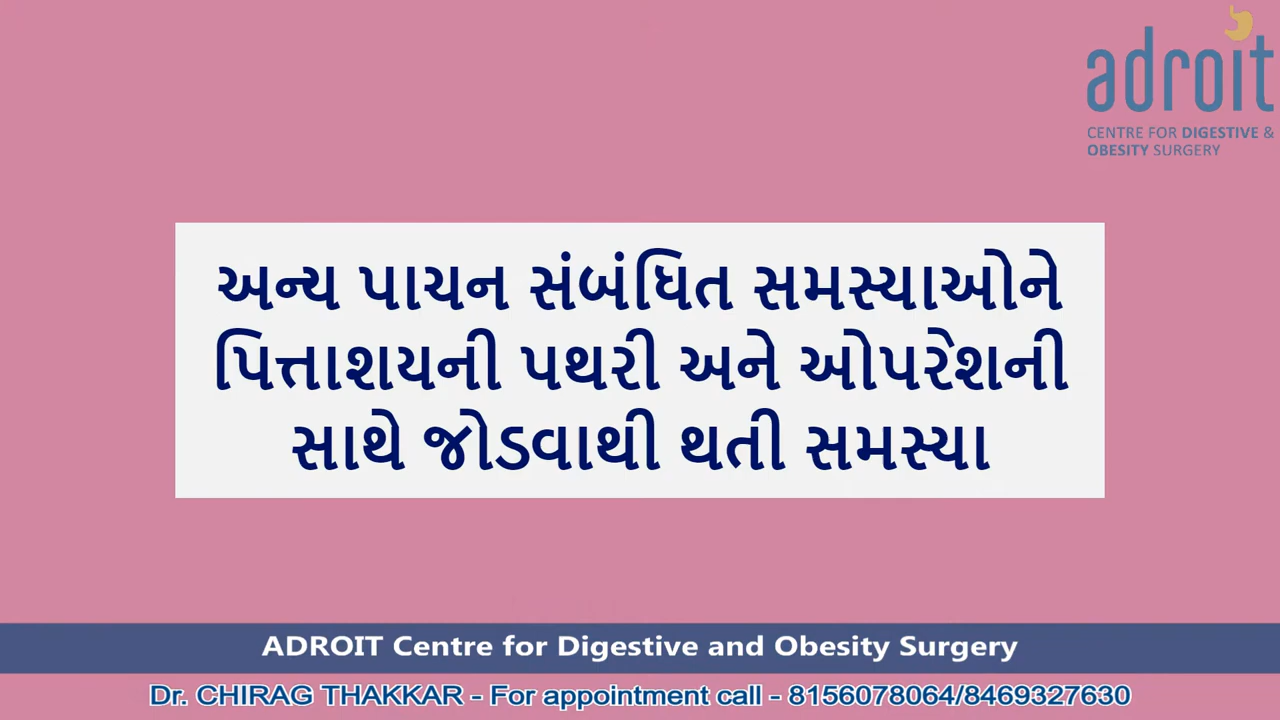 adroit
CENTRE FOR DIGESTIVE &
OBESITY SURGERY
અન્ય પાચન સંબંધિત સમસ્યાઓને
પિત્તાશયની પથરી અને ઓપરેશની
સાથે જોડવાથી થતી સમસ્યા
ADROIT Centre for Digestive and Obesity Surgery
Dr. CHIRAG THAKKAR - For appointment call - 8156078064/8469327630